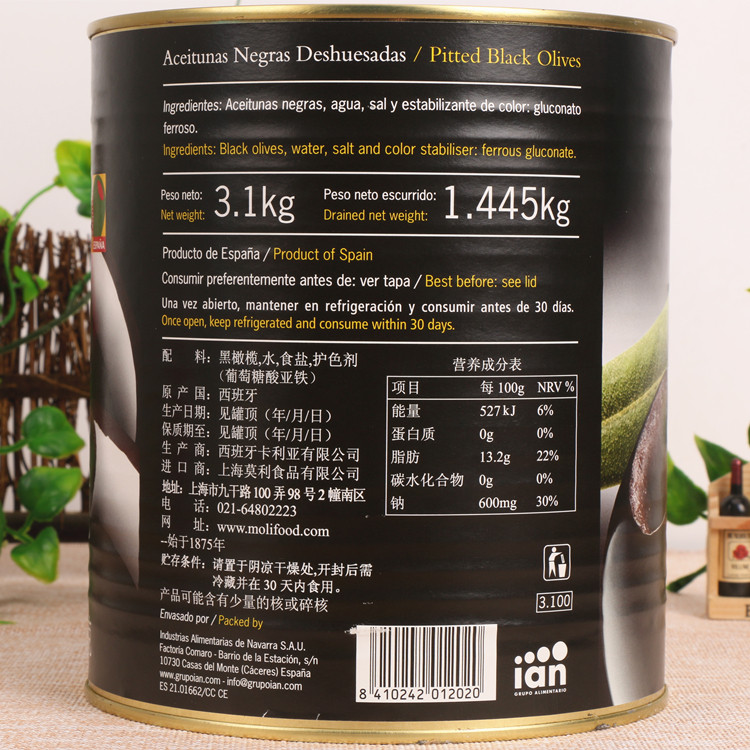 Aceitunas Negras Deshuesadas / Pitted Black Olives
Ingredientes: Aceitunas negras, agua, sal y estabilizante de color: gluconato
ferroso.
Ingredients: Black olives, water, salt and color stabiliser: ferrous gluconate.
Peso neto: 3.1kg Peso neto escurrido: 1.445kg
Net weight: Drained net weight:
ESPAÑA
Producto de España / Product of Spain
Consumir preferentemente antes de: ver tapa / Best before: see lid
Una vez abierto, mantener en refrigeración y consumir antes de 30 días.
Once open, keep refrigerated and consume within 30 days.
配 料: 黑橄榄,水,食盐,护色剂
(葡萄糖酸亚铁)
原 产 国: 西班牙
生产日期: 见罐顶 (年/月/日)
保质期至: 见罐顶 (年/月/日)
生 产 商: 西班牙卡利亚有限公司
进 口 商: 上海莫利食品有限公司
地址: 上海市九干路 100 弄 98 号 2 幢南区
电 话: 021-64802223
网 址: www.molifood.com
--始于1875年
贮存条件: 请置于阴凉干燥处,开封后需
冷藏并在 30 天内食用。
产品可能含有少量的核或碎核
营养成分表
项目 每 100g NRV %
能量 527kJ 6%
蛋白质 0g 0%
脂肪 13.2g 22%
碳水化合物 0g 0%
钠 600mg 30%
3.100
Envasado por / Packed by
Industrias Alimentarias de Navarra S.A.U.
Factoría Comaro - Barrio de la Estación, s/n
10730 Casas del Monte (Cáceres) España
www.grupoian.com - info@grupoian.com
ES 21.01662/CC CE
8 410242 012020
ian
GRUPO ALIMENTARIO